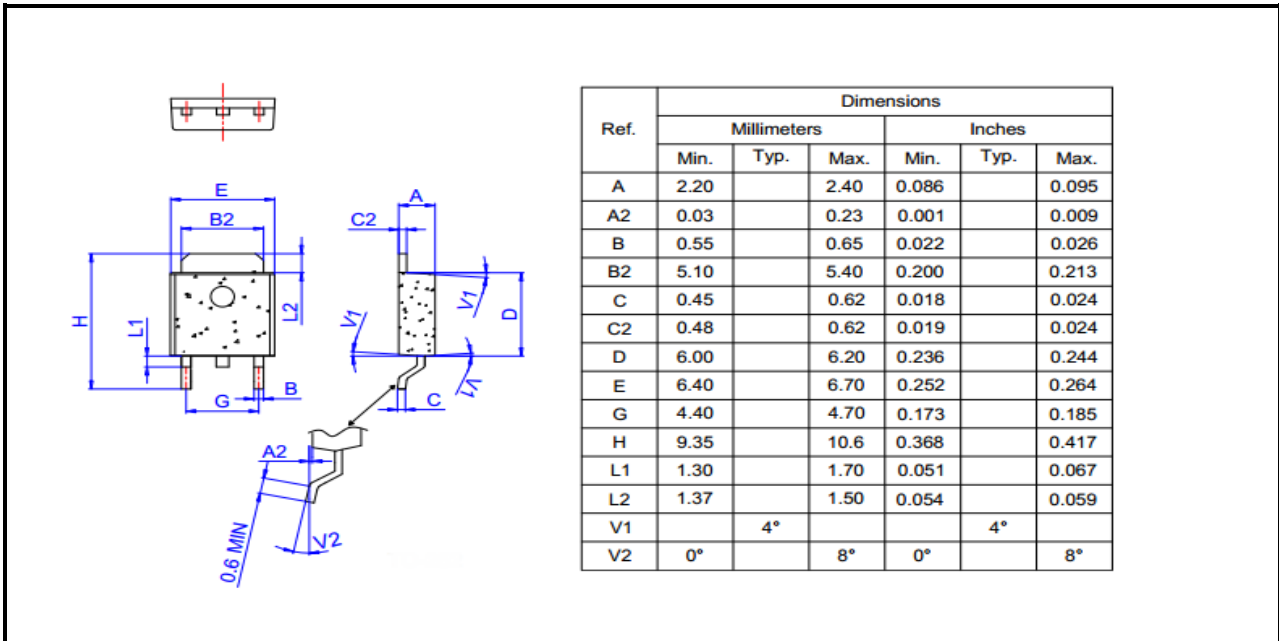 E
B2
A
C2
H
L1
L2
V1
V1
D
G
B
C
V1
A2
0.6 MIN
V2
Ref. Dimensions
Millimeters Inches
Min. Typ. Max. Min. Typ. Max.
A 2.20 2.40 0.086 0.095
A2 0.03 0.23 0.001 0.009
B 0.55 0.65 0.022 0.026
B2 5.10 5.40 0.200 0.213
C 0.45 0.62 0.018 0.024
C2 0.48 0.62 0.019 0.024
D 6.00 6.20 0.236 0.244
E 6.40 6.70 0.252 0.264
G 4.40 4.70 0.173 0.185
H 9.35 10.6 0.368 0.417
L1 1.30 1.70 0.051 0.067
L2 1.37 1.50 0.054 0.059
V1 4° 4°
V2 0° 8° 0° 8°